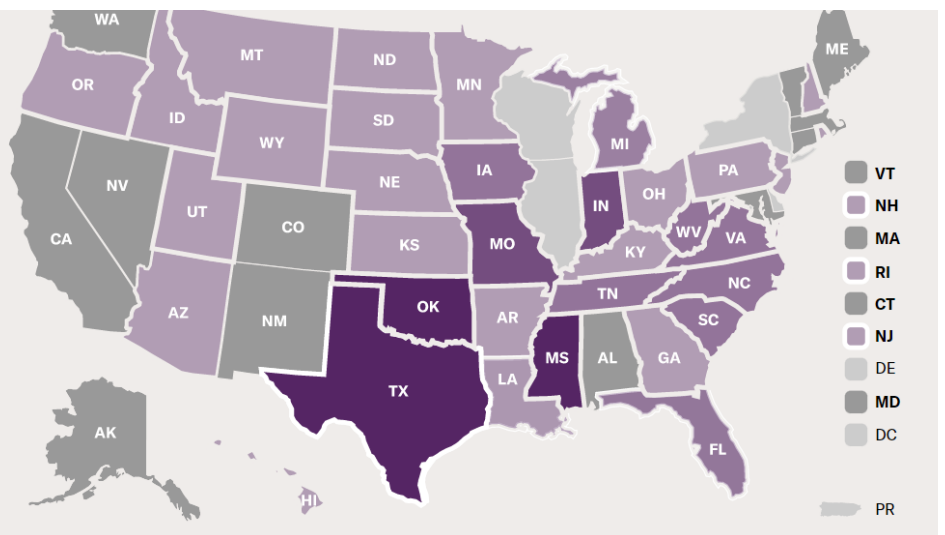 WA
ME
MT
ND
OR
MN
ID
SD
MI
WY
IA
PA
VT
NV
NE
OH
UT
IN
NH
CO
WV
VA
MA
CA
KS
MO
KY
RI
NC
TN
CT
AZ
NM
OK
AR
SC
NJ
MS
AL
GA
DE
TX
LA
MD
AK
FL
DC
HI
PR